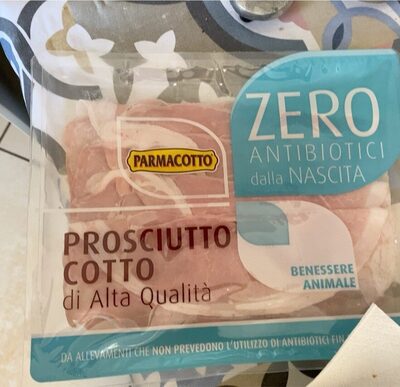 ZERO
ANTIBIOTICI
dalla NASCITA
PARMACOTTO
PROSCIUTTO
COTTO
di Alta Qualità
BENESSERE
ANIMALE
DA ALLEVAMENTI CHE NON PREVEDONO L'UTILIZZO DI ANTIBIOTICI FIN